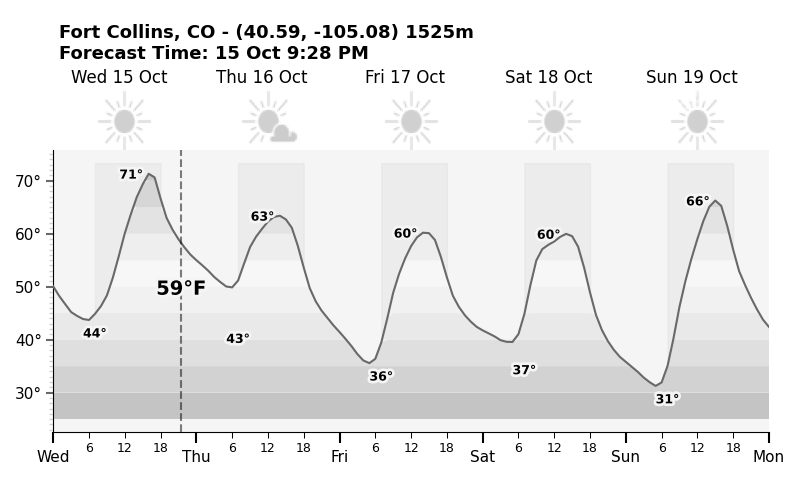 Fort Collins, CO - (40.59, -105.08) 1525m
Forecast Time: 15 Oct 9:28 PM
Wed 15 Oct Thu 16 Oct Fri 17 Oct Sat 18 Oct Sun 19 Oct
70° 71°
60° 63° 60° 60° 66°
50° 59°F
40° 44° 43°
30° 36° 37° 31°
6 12 18 6 12 18 6 12 18 6 12 18 6 12 18
Wed Thu Fri Sat Sun Mon